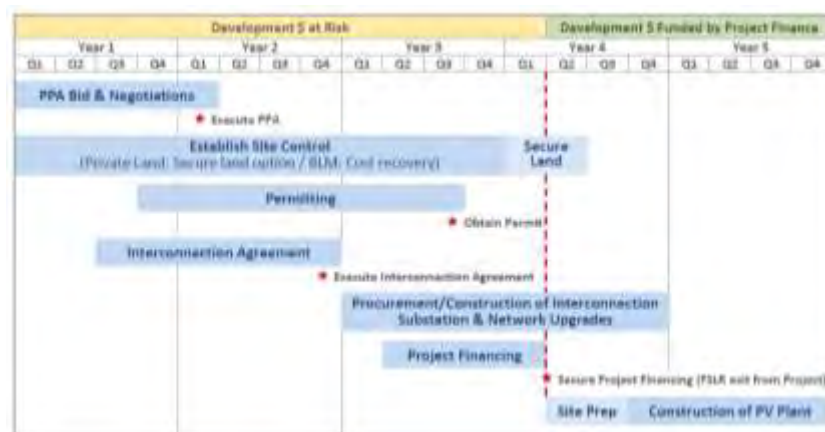 Development $ at Risk Development $ Funded by Project Finance
Year 1 Year 2 Year 3 Year 4 Year 5
Q1 Q2 Q3 Q4 Q1 Q2 Q3 Q4 Q1 Q2 Q3 Q4 Q1 Q2 Q3 Q4 Q1 Q2 Q3 Q4
PPA Bid & Negotiations
Execute PPA
Establish Site Control
(Private Land: Secure land option / BLM: Cost recovery)
Secure
Land
Permitting
Obtain Permit
Interconnection Agreement
Execute Interconnection Agreement
Procurement/Construction of Interconnection
Substation & Network Upgrades
Project Financing
Secure Project Financing (FSLR exit from Project)
Site Prep Construction of PV Plant